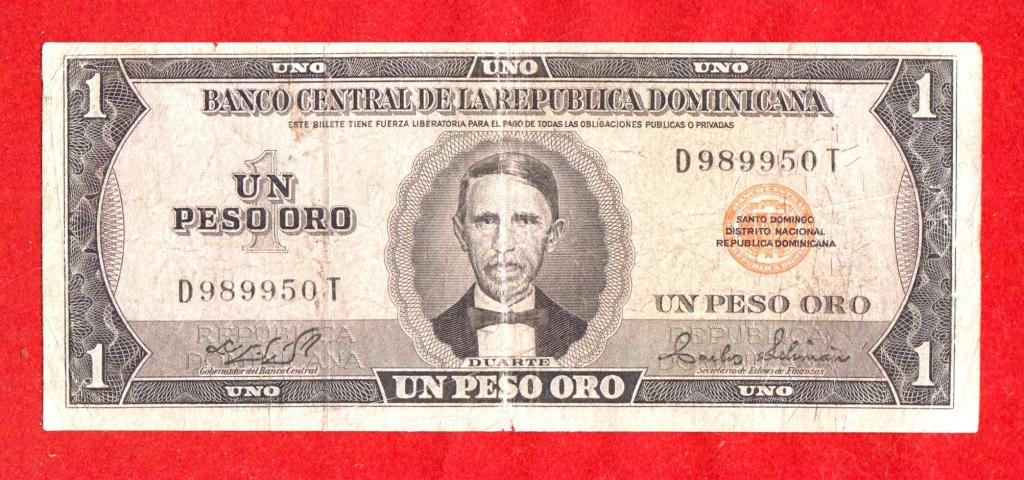 UNO UNO UNO
1 1
BANCO CENTRAL DE LA REPUBLICA DOMINICANA
ESTE BILLETE TIENE FUERZA LIBERATORIA PARA EL PAGO DE TODAS LAS OBLIGACIONES PUBLICAS O PRIVADAS
D989950T
1
UN
PESO ORO
SANTO DOMINGO
DISTRITO NACIONAL
REPUBLICA DOMINICANA
D989950T
UN PESO ORO
REPUBLICA
DOMINICANA
REPUBLICA
DOMINICANA
Gobernador del Banco Central
Secretario de Estado de Finanzas
DUARTE
1 1
UNO UN PESO ORO UNO